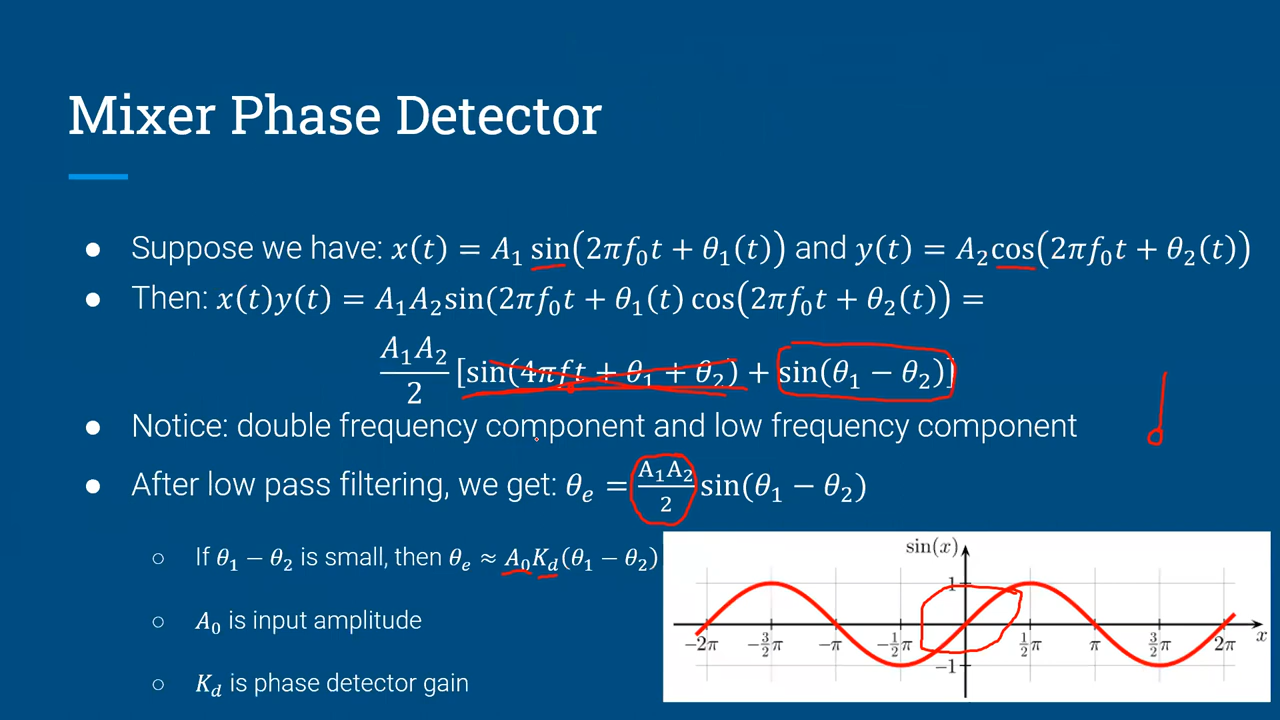 Mixer Phase Detector
● Suppose we have: x(t) = A₁ sin(2πf₀t + θ₁(t)) and y(t) = A₂cos(2πf₀t + θ₂(t))
● Then: x(t)y(t) = A₁A₂sin(2πf₀t + θ₁(t) cos(2πf₀t + θ₂(t)) =
A₁A₂/2 [sin(4πft + θ₁ + θ₂) + sin(θ₁ − θ₂)]
● Notice: double frequency component and low frequency component
● After low pass filtering, we get: θₑ = A₁A₂/2 sin(θ₁ − θ₂)
○ If θ₁ − θ₂ is small, then θₑ ≈ A₀K_d(θ₁ − θ₂)
○ A₀ is input amplitude
○ K_d is phase detector gain
sin(x)
1
−2π −3/2π −π −1/2π 1/2π π 3/2π 2π x
−1